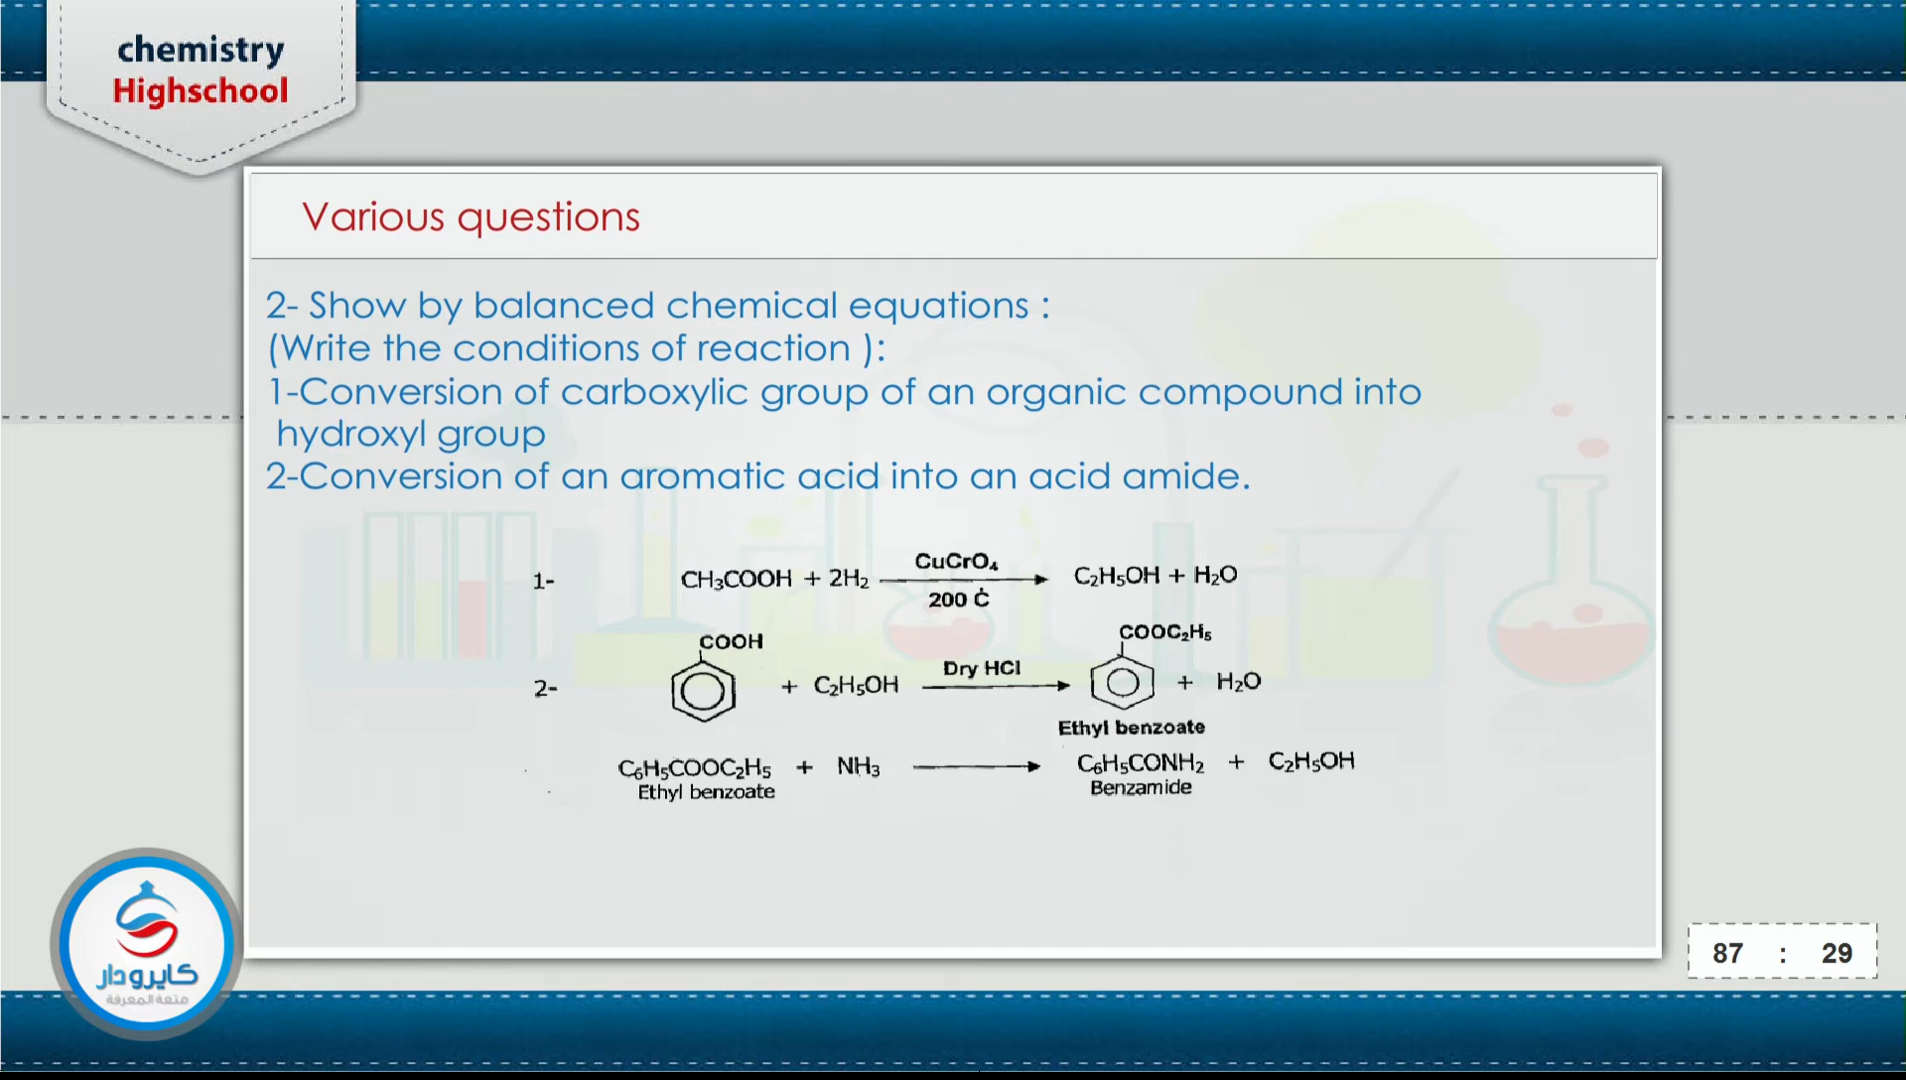 chemistry
Highschool
Various questions
2- Show by balanced chemical equations :
(Write the conditions of reaction ):
1-Conversion of carboxylic group of an organic compound into
hydroxyl group
2-Conversion of an aromatic acid into an acid amide.
1- CH₃COOH + 2H₂ CuCrO₄ 200 Ċ C₂H₅OH + H₂O
COOH COOC₂H₅
2- + C₂H₅OH Dry HCl + H₂O
Ethyl benzoate
C₆H₅COOC₂H₅ + NH₃ C₆H₅CONH₂ + C₂H₅OH
Ethyl benzoate Benzamide
87 : 29
كايرودار
متعة المعرفة